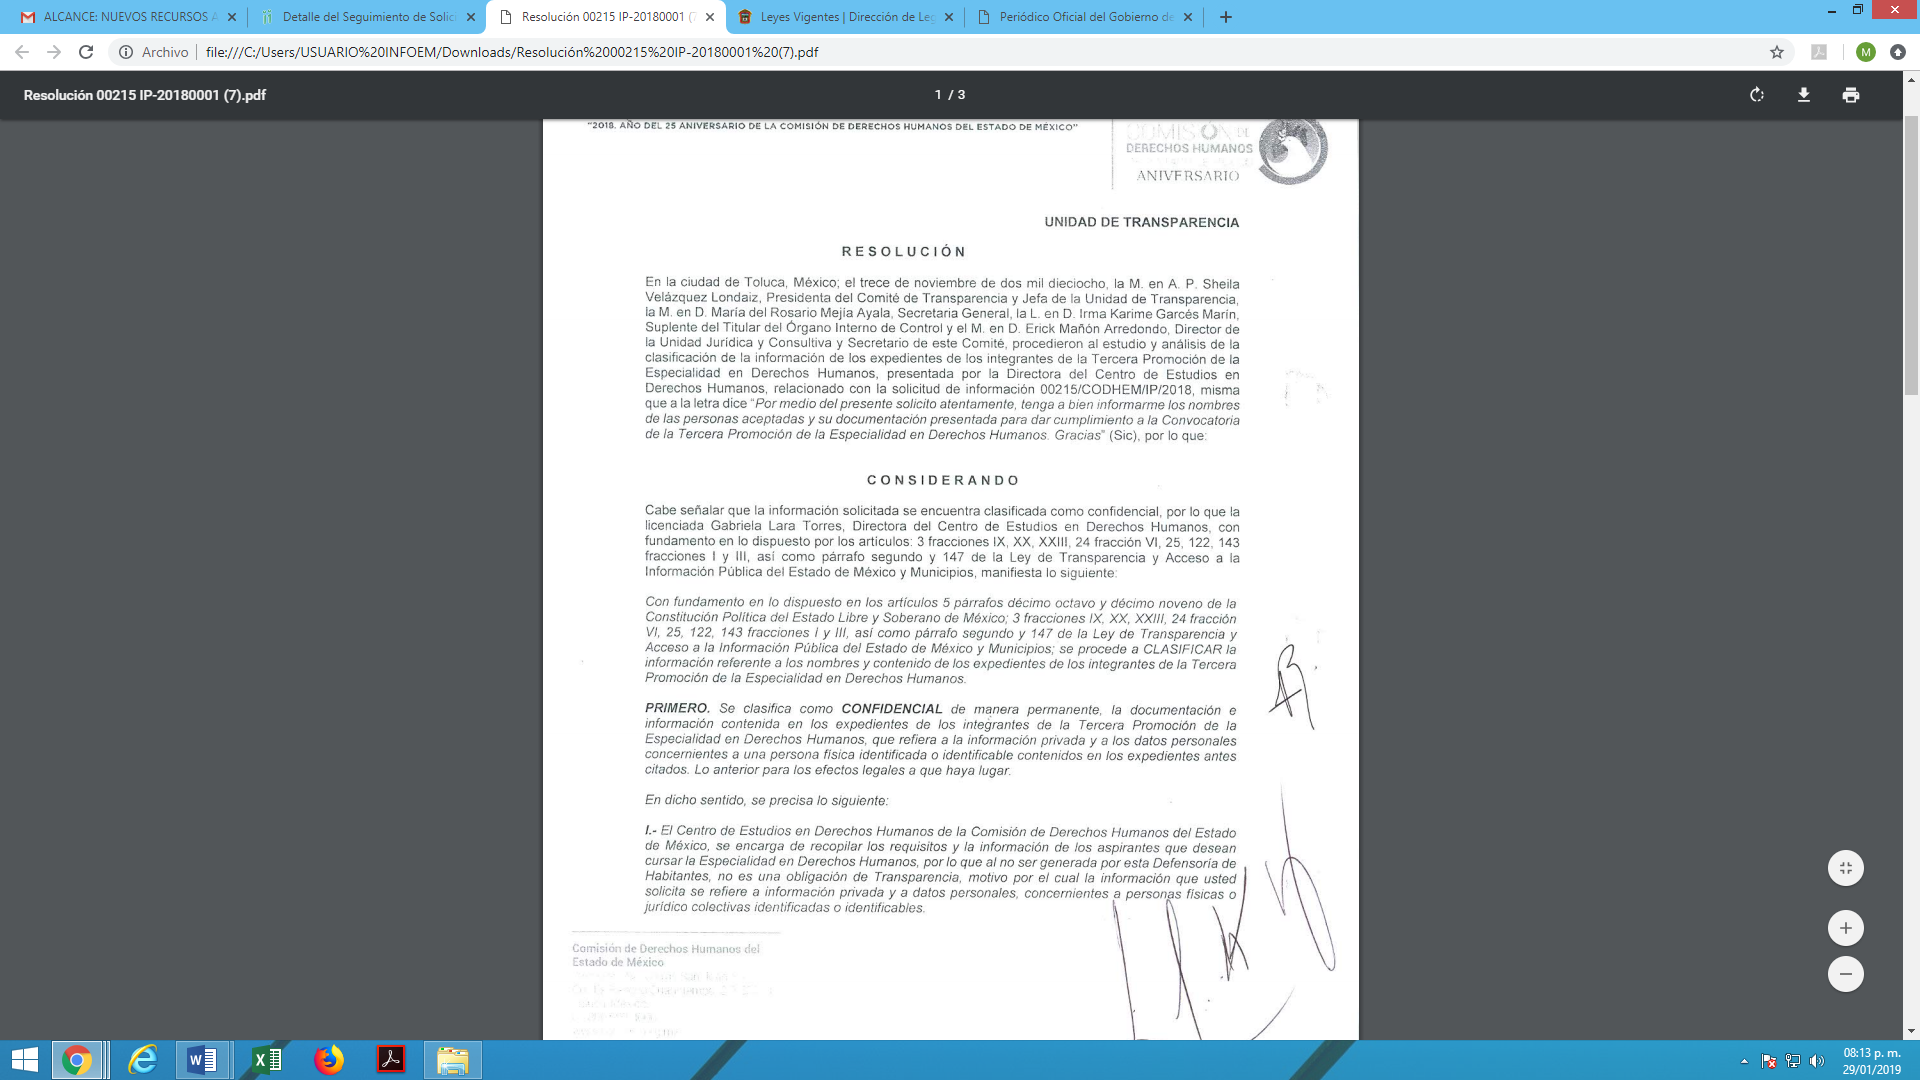 ALCANCE: NUEVOS RECURSOS A
Detalle del Seguimiento de Solici
Resolución 00215 IP-20180001 (7
Leyes Vigentes | Dirección de Leg
Periódico Oficial del Gobierno de
Archivo
file:///C:/Users/USUARIO%20INFOEM/Downloads/Resolución%2000215%20IP-20180001%20(7).pdf
M
Resolución 00215 IP-20180001 (7).pdf
1 / 3
"2018. AÑO DEL 25 ANIVERSARIO DE LA COMISIÓN DE DERECHOS HUMANOS DEL ESTADO DE MÉXICO"
COMISIÓN DE
DERECHOS HUMANOS
ANIVERSARIO
UNIDAD DE TRANSPARENCIA
R E S O L U C I Ó N
En la ciudad de Toluca, México; el trece de noviembre de dos mil dieciocho, la M. en A. P. Sheila
Velázquez Londaiz, Presidenta del Comité de Transparencia y Jefa de la Unidad de Transparencia,
la M. en D. María del Rosario Mejía Ayala, Secretaria General, la L. en D. Irma Karime Garcés Marín,
Suplente del Titular del Órgano Interno de Control y el M. en D. Erick Mañón Arredondo, Director de
la Unidad Jurídica y Consultiva y Secretario de este Comité, procedieron al estudio y análisis de la
clasificación de la información de los expedientes de los integrantes de la Tercera Promoción de la
Especialidad en Derechos Humanos, presentada por la Directora del Centro de Estudios en
Derechos Humanos, relacionado con la solicitud de información 00215/CODHEM/IP/2018, misma
que a la letra dice "Por medio del presente solicito atentamente, tenga a bien informarme los nombres
de las personas aceptadas y su documentación presentada para dar cumplimiento a la Convocatoria
de la Tercera Promoción de la Especialidad en Derechos Humanos. Gracias" (Sic), por lo que:
C O N S I D E R A N D O
Cabe señalar que la información solicitada se encuentra clasificada como confidencial, por lo que la
licenciada Gabriela Lara Torres, Directora del Centro de Estudios en Derechos Humanos, con
fundamento en lo dispuesto por los artículos: 3 fracciones IX, XX, XXIII, 24 fracción VI, 25, 122, 143
fracciones I y III, así como párrafo segundo y 147 de la Ley de Transparencia y Acceso a la
Información Pública del Estado de México y Municipios, manifiesta lo siguiente:
Con fundamento en lo dispuesto en los artículos 5 párrafos décimo octavo y décimo noveno de la
Constitución Política del Estado Libre y Soberano de México; 3 fracciones IX, XX, XXIII, 24 fracción
VI, 25, 122, 143 fracciones I y III, así como párrafo segundo y 147 de la Ley de Transparencia y
Acceso a la Información Pública del Estado de México y Municipios; se procede a CLASIFICAR la
información referente a los nombres y contenido de los expedientes de los integrantes de la Tercera
Promoción de la Especialidad en Derechos Humanos.
PRIMERO. Se clasifica como CONFIDENCIAL de manera permanente, la documentación e
información contenida en los expedientes de los integrantes de la Tercera Promoción de la
Especialidad en Derechos Humanos, que refiera a la información privada y a los datos personales
concernientes a una persona física identificada o identificable contenidos en los expedientes antes
citados. Lo anterior para los efectos legales a que haya lugar.
En dicho sentido, se precisa lo siguiente:
I.- El Centro de Estudios en Derechos Humanos de la Comisión de Derechos Humanos del Estado
de México, se encarga de recopilar los requisitos y la información de los aspirantes que desean
cursar la Especialidad en Derechos Humanos, por lo que al no ser generada por esta Defensoría de
Habitantes, no es una obligación de Transparencia, motivo por el cual la información que usted
solicita se refiere a información privada y a datos personales, concernientes a personas físicas o
jurídico colectivas identificadas o identificables.
Comisión de Derechos Humanos del
Estado de México
08:13 p. m.
29/01/2019